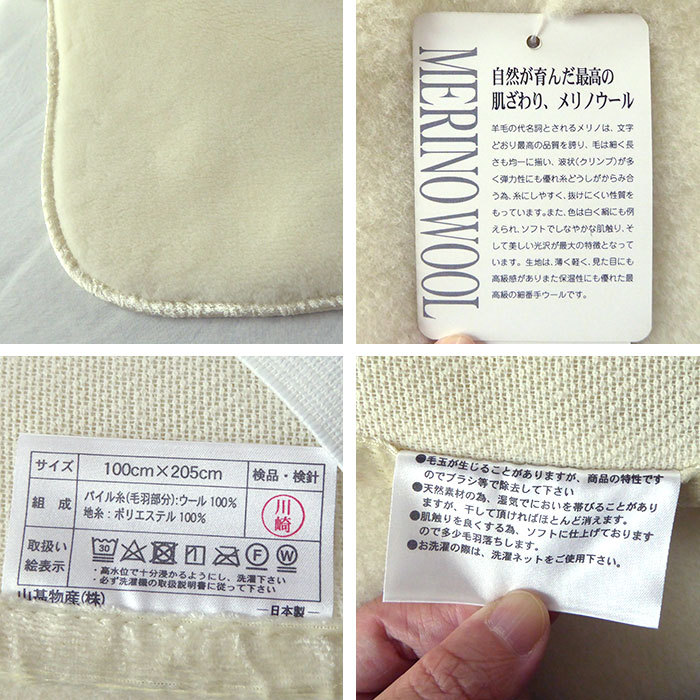 MERINO WOOL
自然が育んだ最高の
肌ざわり、メリノウール
羊毛の代名詞とされるメリノは、文字
どおり最高の品質を誇り、毛は細く長
さも均一に揃い、波状(クリンプ)が多
く弾力性にも優れ糸どうしがからみ合
う為、糸にしやすく、抜けにくい性質を
もっています。また、色は白く絹にも例
えられ、ソフトでしなやかな肌触り、そ
して美しい光沢が最大の特徴となって
います。生地は、薄く軽く、見た目にも
高級感がありまた保温性にも優れた最
高級の細番手ウールです。
サイズ 100cm×205cm 検品・検針
組成 パイル糸(毛羽部分):ウール100%
地糸:ポリエステル100%
川崎
取扱い
絵表示
30 F W
・高水位で十分浸かるようにし、洗濯下さい
必ず洗濯機の取扱説明書に従って下さい
山甚物産(株)
日本製
●毛玉が生じることがありますが、商品の特性です
のでブラシ等で除去して下さい
●天然素材の為、湿気でにおいを帯びることがあり
ますが、干して頂ければほとんど消えます。
●肌触りを良くする為、ソフトに仕上げております
ので多少毛羽落ちします。
●お洗濯の際は、洗濯ネットをご使用下さい。